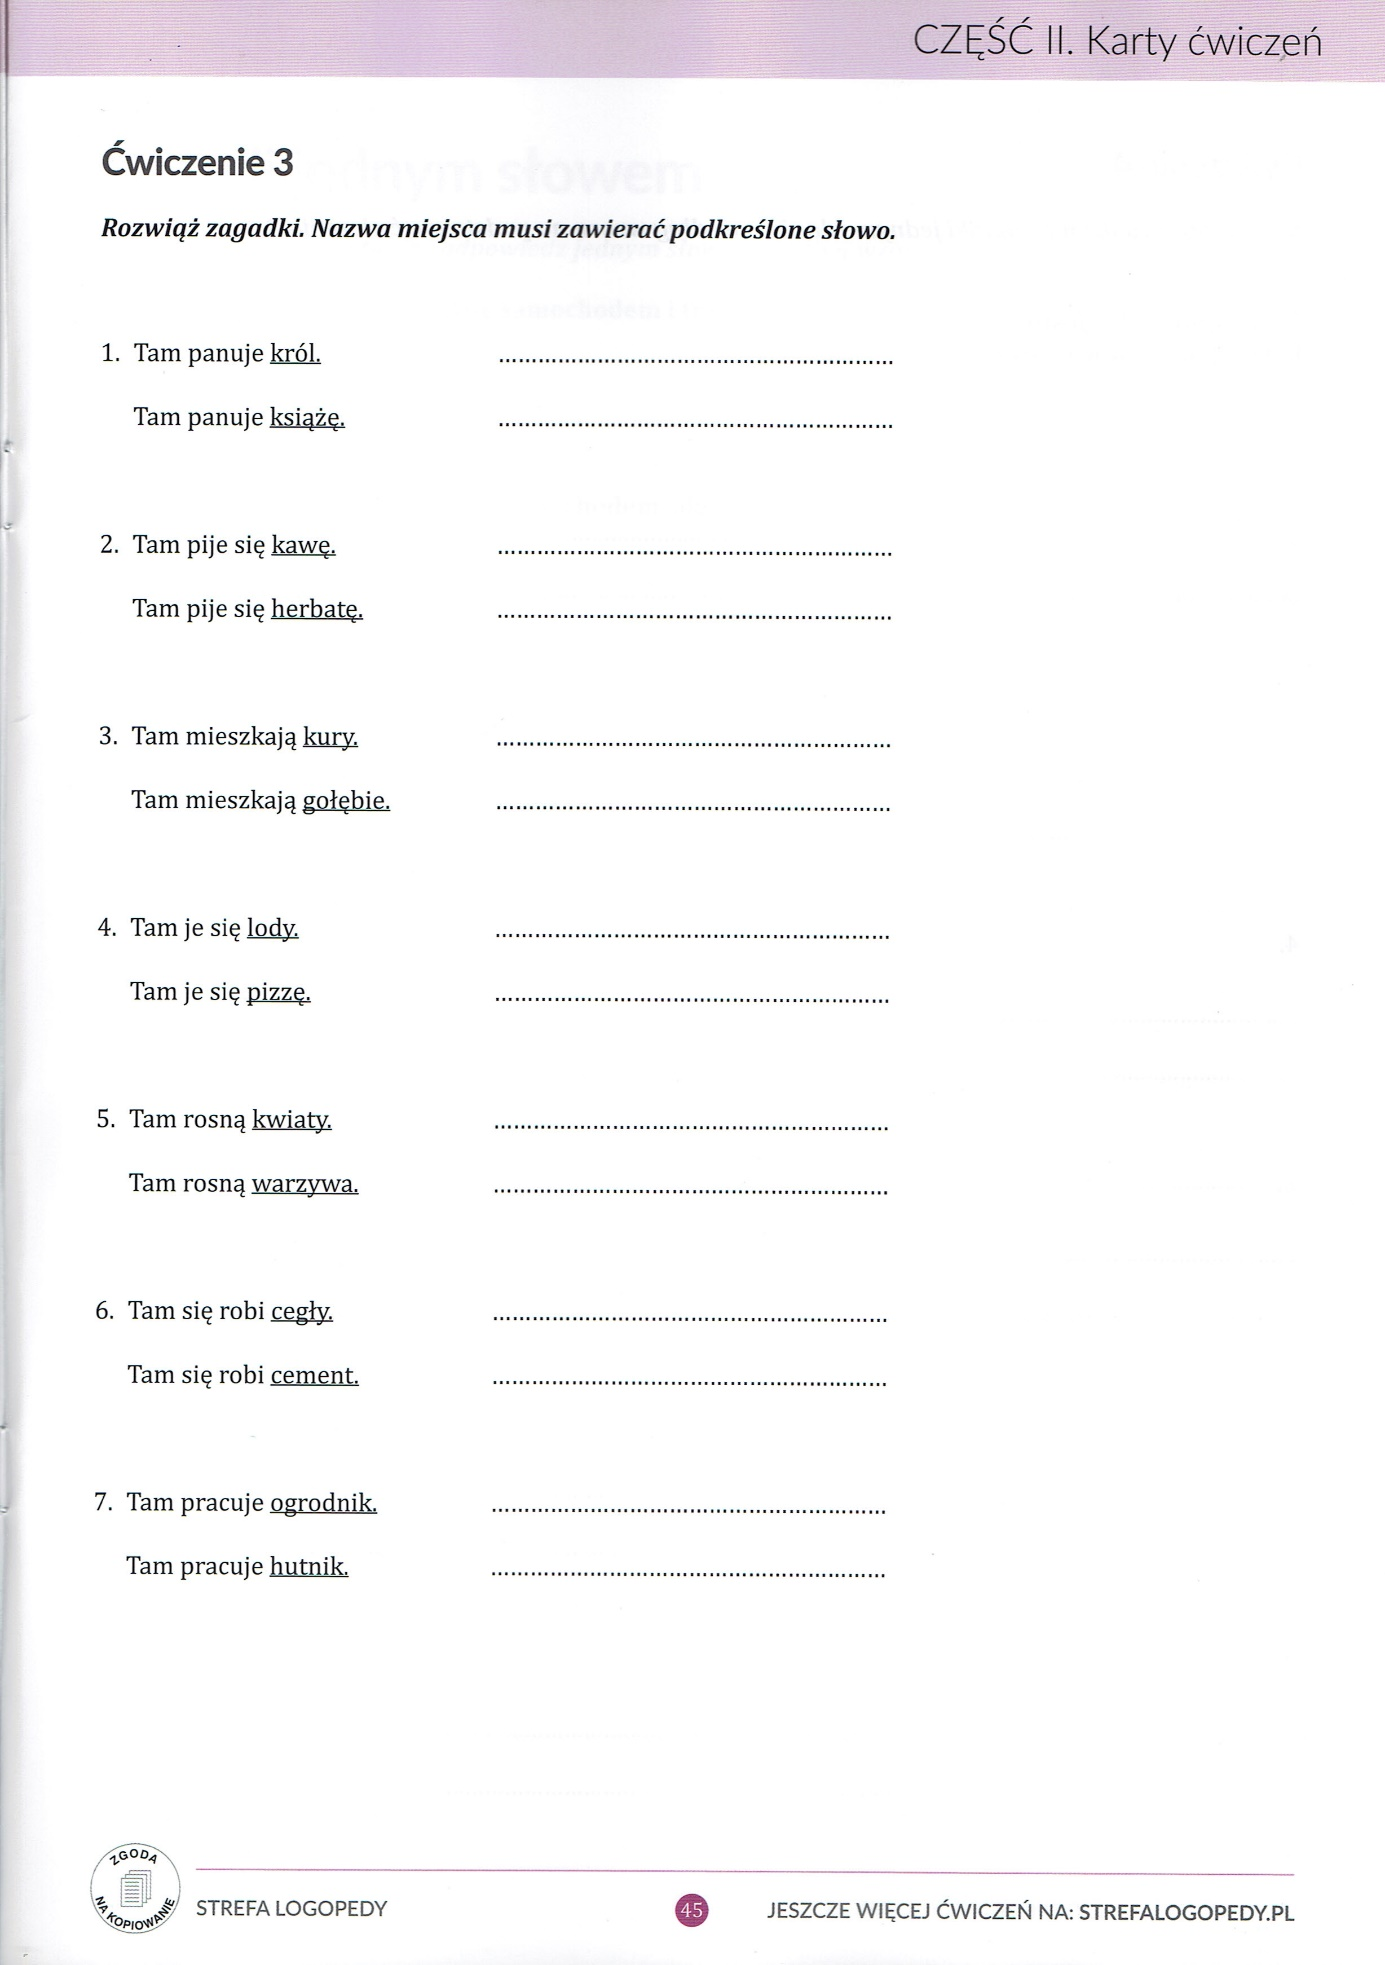 CZĘŚĆ II. Karty ćwiczeń
Ćwiczenie 3
Rozwiąż zagadki. Nazwa miejsca musi zawierać podkreślone słowo.
1. Tam panuje król. ............................................................
Tam panuje książę. ............................................................
2. Tam pije się kawę. ............................................................
Tam pije się herbatę. ............................................................
3. Tam mieszkają kury. ............................................................
Tam mieszkają gołębie. ............................................................
4. Tam je się lody. ............................................................
Tam je się pizzę. ............................................................
5. Tam rosną kwiaty. ............................................................
Tam rosną warzywa. ............................................................
6. Tam się robi cegły. ............................................................
Tam się robi cement. ............................................................
7. Tam pracuje ogrodnik. ............................................................
Tam pracuje hutnik. ............................................................
ZGODA
NA KOPIOWANIE
STREFA LOGOPEDY
45
JESZCZE WIĘCEJ ĆWICZEŃ NA: STREFALOGOPEDY.PL